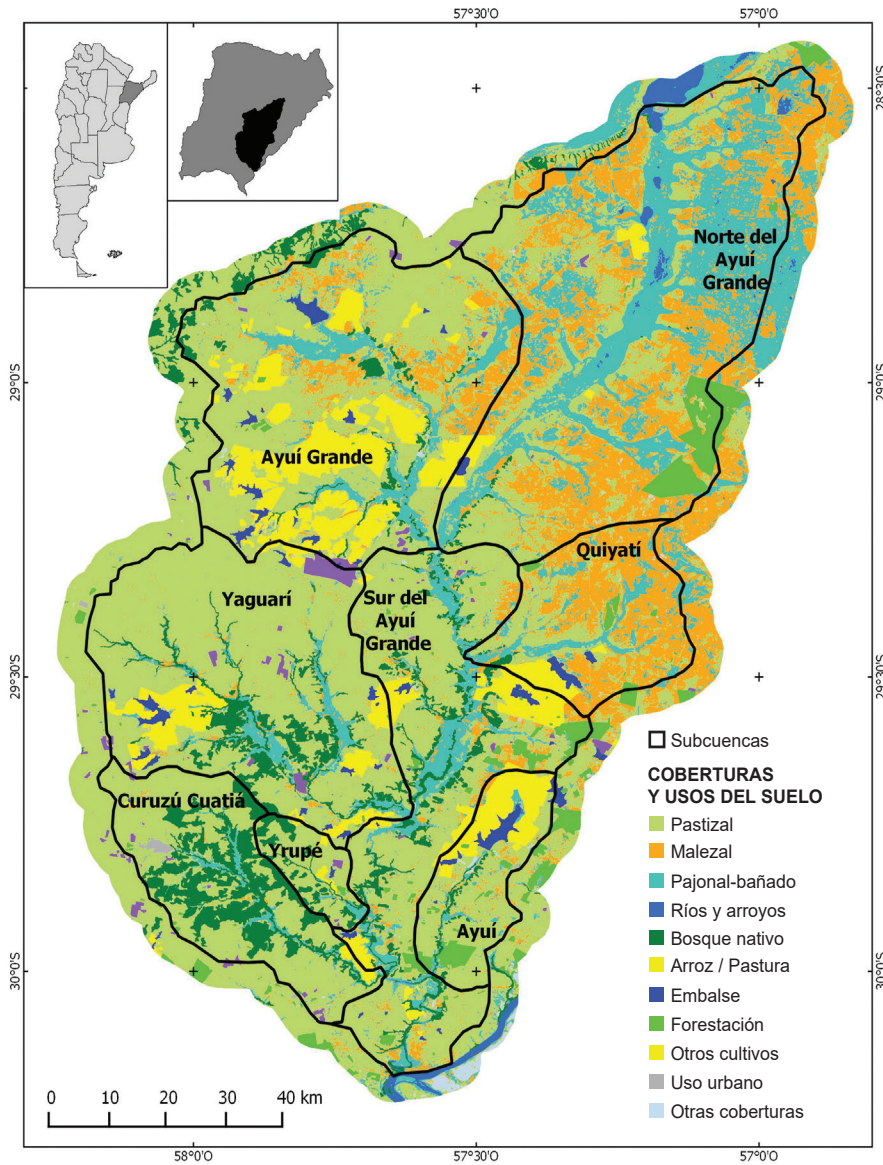 57°30'O
57°0'O
28°30'S
28°30'S
Norte del
Ayuí
Grande
29°0'S
29°0'S
Ayuí Grande
Quiyatí
Yaguarí
Sur del
Ayuí
Grande
29°30'S
29°30'S
Curuzú Cuatiá
Yrupé
Ayuí
30°0'S
30°0'S
Subcuencas
COBERTURAS
Y USOS DEL SUELO
Pastizal
Malezal
Pajonal-bañado
Ríos y arroyos
Bosque nativo
Arroz / Pastura
Embalse
Forestación
Otros cultivos
Uso urbano
Otras coberturas
0 10 20 30 40 km
58°0'O
57°30'O
57°0'O